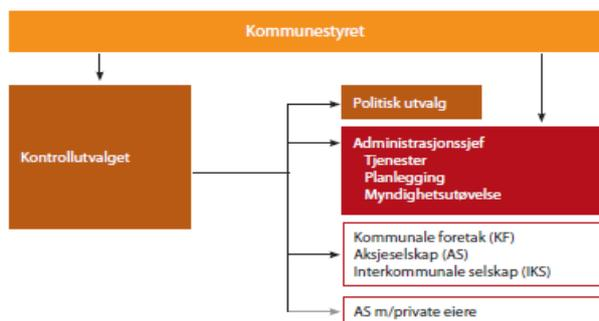 Kommunestyret
Kontrollutvalget
Politisk utvalg
Administrasjonssjef
Tjenester
Planlegging
Myndighetsutøvelse
Kommunale foretak (KF)
Aksjeselskap (AS)
Interkommunale selskap (IKS)
AS m/private eiere